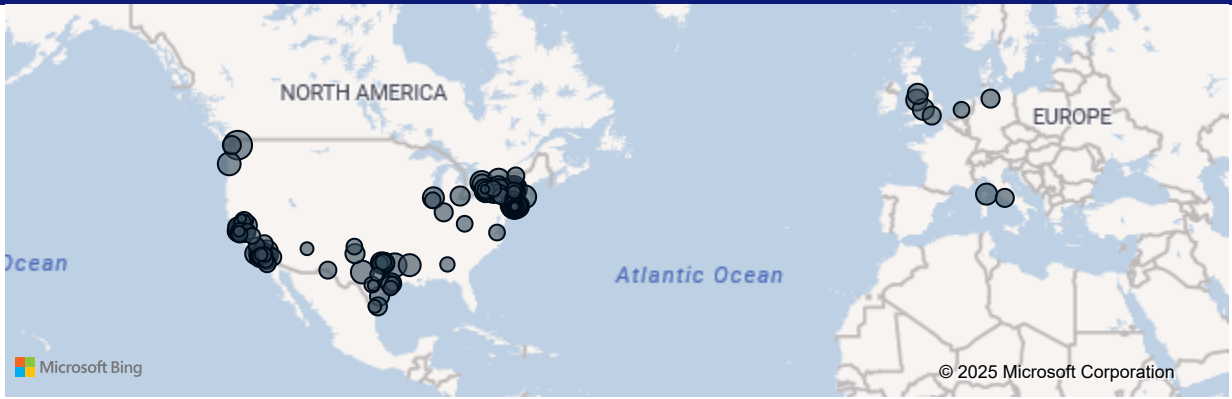 NORTH AMERICA
EUROPE
Ocean
Atlantic Ocean
Microsoft Bing
© 2025 Microsoft Corporation